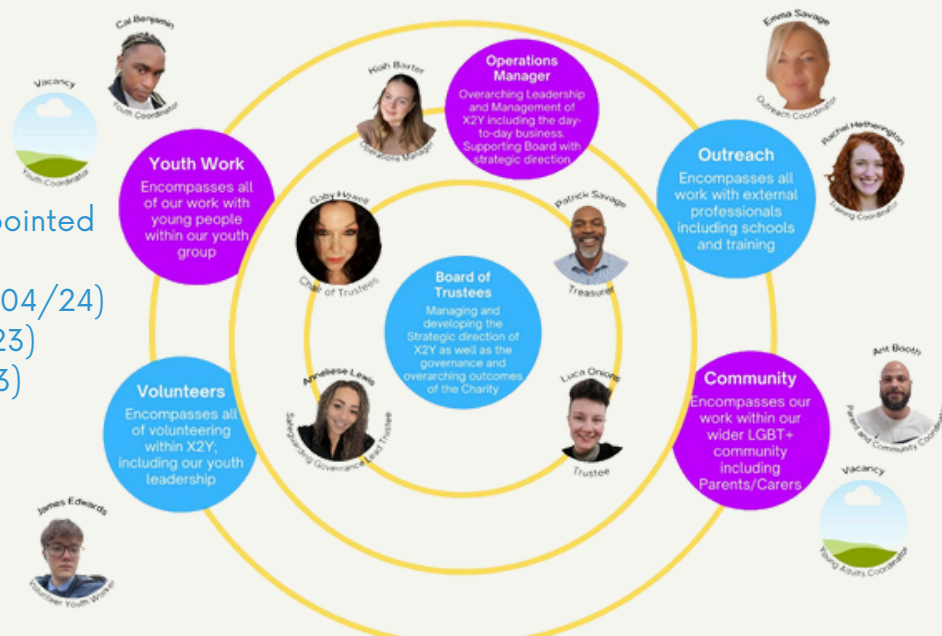 Cal Benjamin
Youth Coordinator
Vacancy
Youth Coordinator
Youth Work
Encompasses all
of our work with
young people
within our youth
group
ointed
04/24)
23)
3)
Kiah Baxter
Operations Manager
Operations
Manager
Overarching Leadership
and Management of
X2Y including the day-
to-day business.
Supporting Board with
strategic direction
Emma Savage
Outreach Coordinator
Rachel Hetherington
Training Coordinator
Outreach
Encompasses all
work with external
professionals
including schools
and training
Gaby Howell
Chair of Trustees
Patrick Savage
Treasurer
Board of
Trustees
Managing and
developing the
Strategic direction of
X2Y as well as the
governance and
overarching outcomes
of the Charity
Anneliese Lewis
Safeguarding Governance Lead Trustee
Luca Onions
Trustee
Volunteers
Encompasses all
of volunteering
within X2Y;
including our youth
leadership
James Edwards
Volunteer Youth Worker
Community
Encompasses our
work within our
wider LGBT+
community
including
Parents/Carers
Ant Booth
Parent and Community Coordinator
Vacancy
Young Adults Coordinator